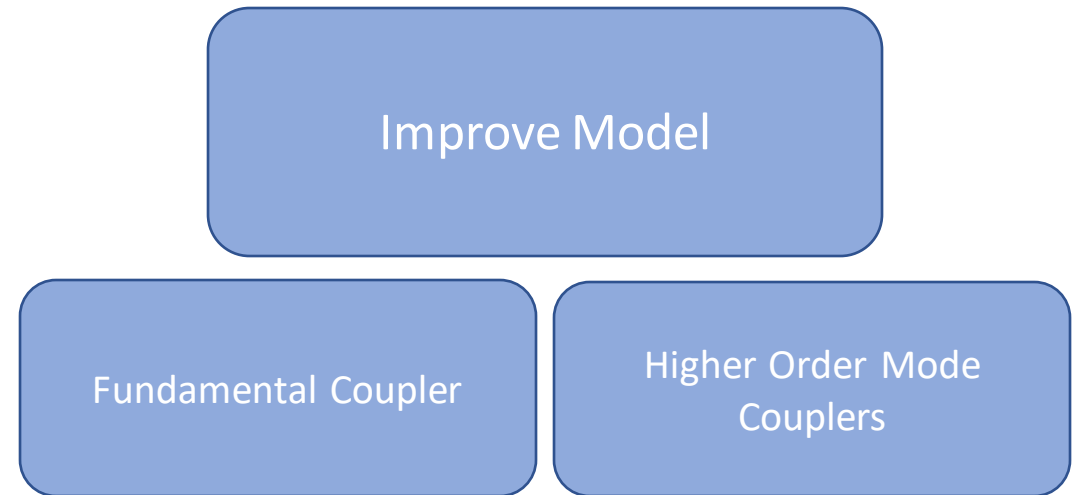 Improve Model
Fundamental Coupler
Higher Order Mode
Couplers